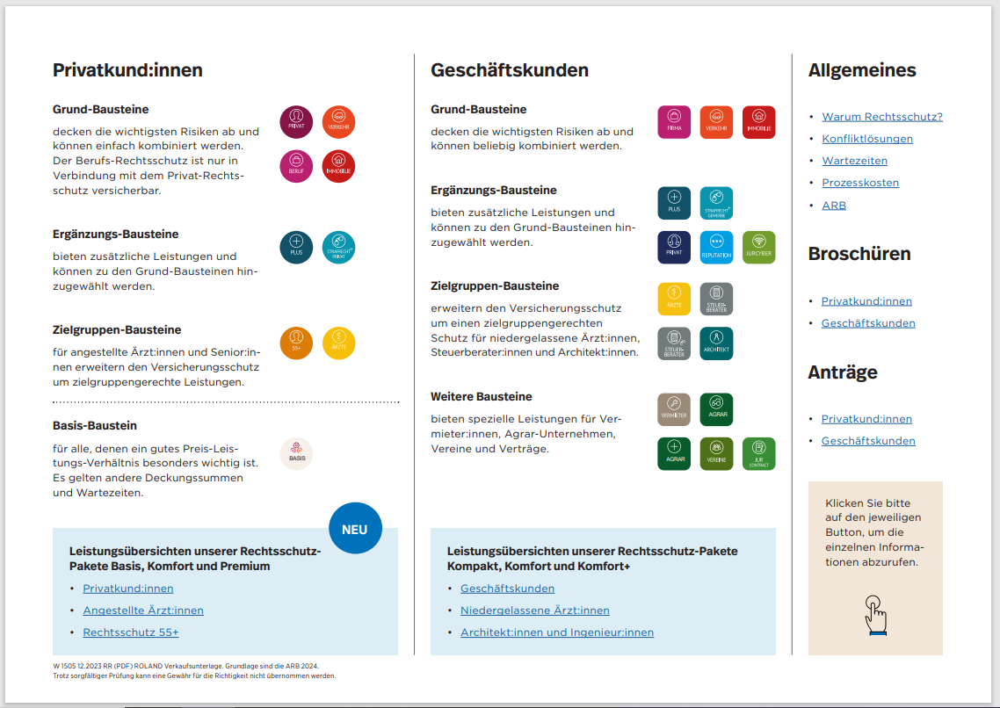 Privatkund:innen
Grund-Bausteine
decken die wichtigsten Risiken ab und
können einfach kombiniert werden.
Der Berufs-Rechtsschutz ist nur in
Verbindung mit dem Privat-Rechts-
schutz versicherbar.
PRIVAT
VERKEHR
BERUF
IMMOBILIE
Ergänzungs-Bausteine
bieten zusätzliche Leistungen und
können zu den Grund-Bausteinen hin-
zugewählt werden.
PLUS
STRAFRECHT+
PRIVAT
Zielgruppen-Bausteine
für angestellte Ärzt:innen und Senior:in-
nen erweitern den Versicherungsschutz
um zielgruppengerechte Leistungen.
55+
ÄRZTE
Basis-Baustein
für alle, denen ein gutes Preis-Leis-
tungs-Verhältnis besonders wichtig ist.
Es gelten andere Deckungssummen
und Wartezeiten.
BASIS
NEU
Leistungsübersichten unserer Rechtsschutz-
Pakete Basis, Komfort und Premium
• Privatkund:innen
• Angestellte Ärzt:innen
• Rechtsschutz 55+
W 1505 12.2023 RR (PDF) ROLAND Verkaufsunterlage. Grundlage sind die ARB 2024.
Trotz sorgfältiger Prüfung kann eine Gewähr für die Richtigkeit nicht übernommen werden.
Geschäftskunden
Grund-Bausteine
decken die wichtigsten Risiken ab und
können beliebig kombiniert werden.
FIRMA
VERKEHR
IMMOBILIE
Ergänzungs-Bausteine
bieten zusätzliche Leistungen und
können zu den Grund-Bausteinen hin-
zugewählt werden.
PLUS
STRAFRECHT+
GEWERBE
PRIVAT
REPUTATION
JURCYBER
Zielgruppen-Bausteine
erweitern den Versicherungsschutz
um einen zielgruppengerechten
Schutz für niedergelassene Ärzt:innen,
Steuerberater:innen und Architekt:innen.
ÄRZTE
STEUER-
BERATER
STEUER-
BERATER
ARCHITEKT
Weitere Bausteine
bieten spezielle Leistungen für Ver-
mieter:innen, Agrar-Unternehmen,
Vereine und Verträge.
VERMIETER
AGRAR
AGRAR
VEREINE
JUR
CONTRACT
Leistungsübersichten unserer Rechtsschutz-Pakete
Kompakt, Komfort und Komfort+
• Geschäftskunden
• Niedergelassene Ärzt:innen
• Architekt:innen und Ingenieur:innen
Allgemeines
• Warum Rechtsschutz?
• Konfliktlösungen
• Wartezeiten
• Prozesskosten
• ARB
Broschüren
• Privatkund:innen
• Geschäftskunden
Anträge
• Privatkund:innen
• Geschäftskunden
Klicken Sie bitte
auf den jeweiligen
Button, um die
einzelnen Informa-
tionen abzurufen.